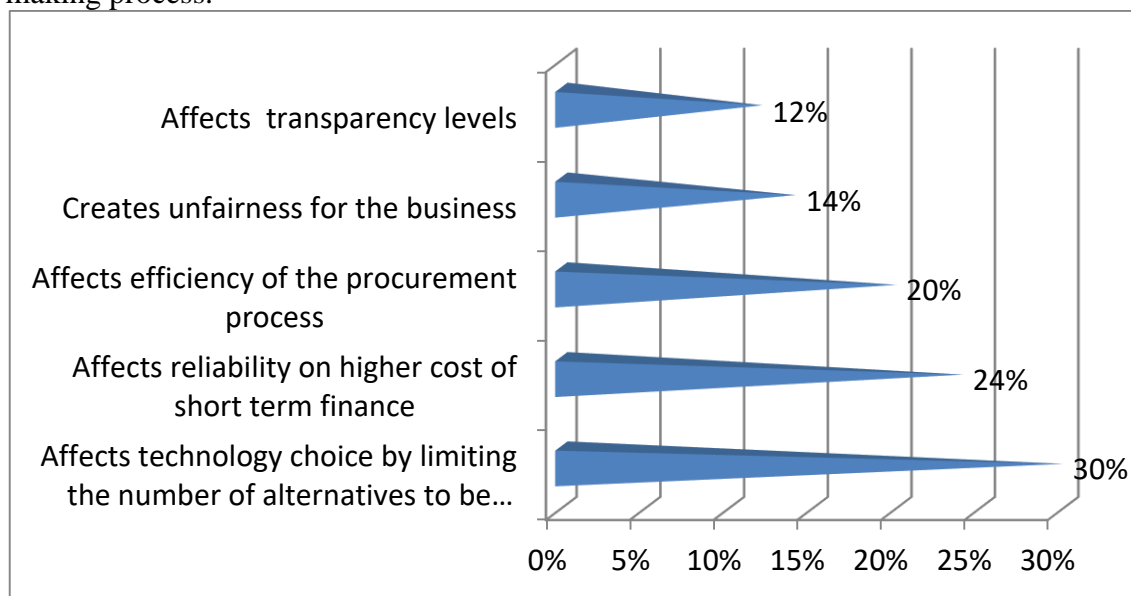 making process.
Affects transparency levels
12%
Creates unfairness for the business
14%
Affects efficiency of the procurement
process
20%
Affects reliability on higher cost of
short term finance
24%
Affects technology choice by limiting
the number of alternatives to be…
30%
0% 5% 10% 15% 20% 25% 30%